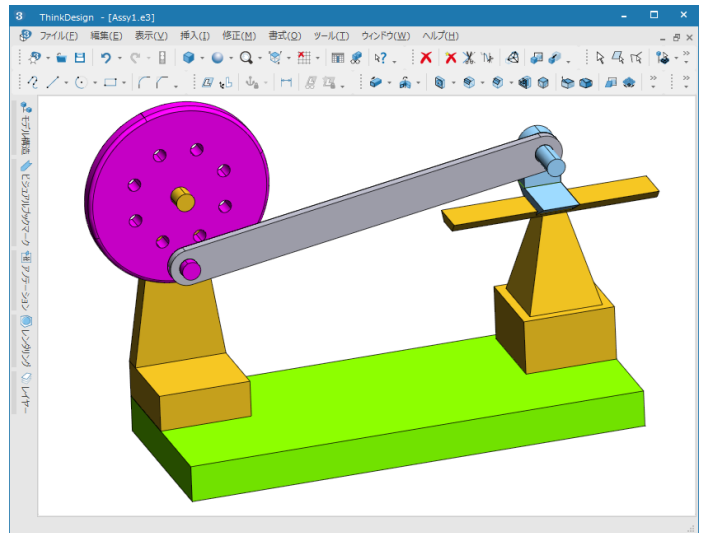 ThinkDesign - [Assy1.e3]
ファイル(F) 編集(E) 表示(V) 挿入(I) 修正(M) 書式(O) ツール(T) ウィンドウ(W) ヘルプ(H)
モデル構造
ビジュアルブックマーク
アノテーション
レンダリング
レイヤー